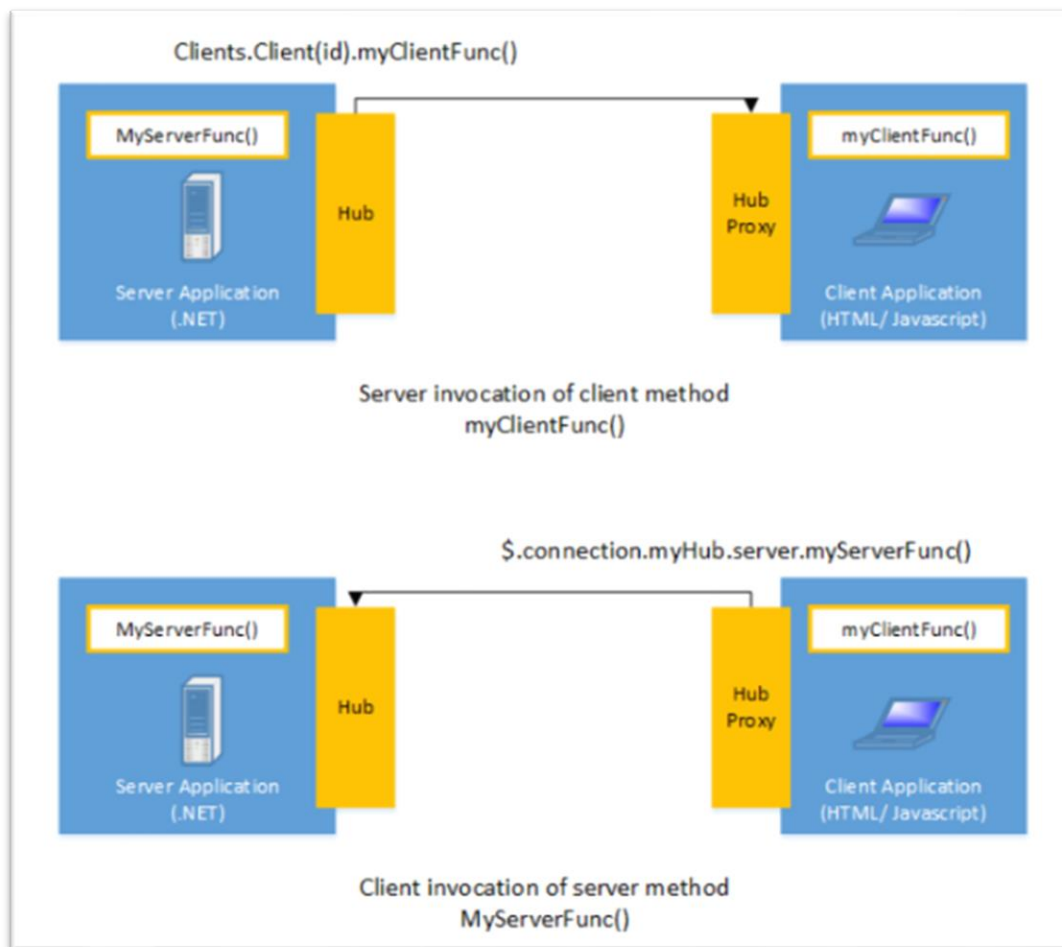 Clients.Client(id).myClientFunc()
MyServerFunc()
Hub
Server Application
(.NET)
Hub
Proxy
myClientFunc()
Client Application
(HTML/ Javascript)
Server invocation of client method
myClientFunc()
$.connection.myHub.server.myServerFunc()
MyServerFunc()
Hub
Server Application
(.NET)
Hub
Proxy
myClientFunc()
Client Application
(HTML/ Javascript)
Client invocation of server method
MyServerFunc()